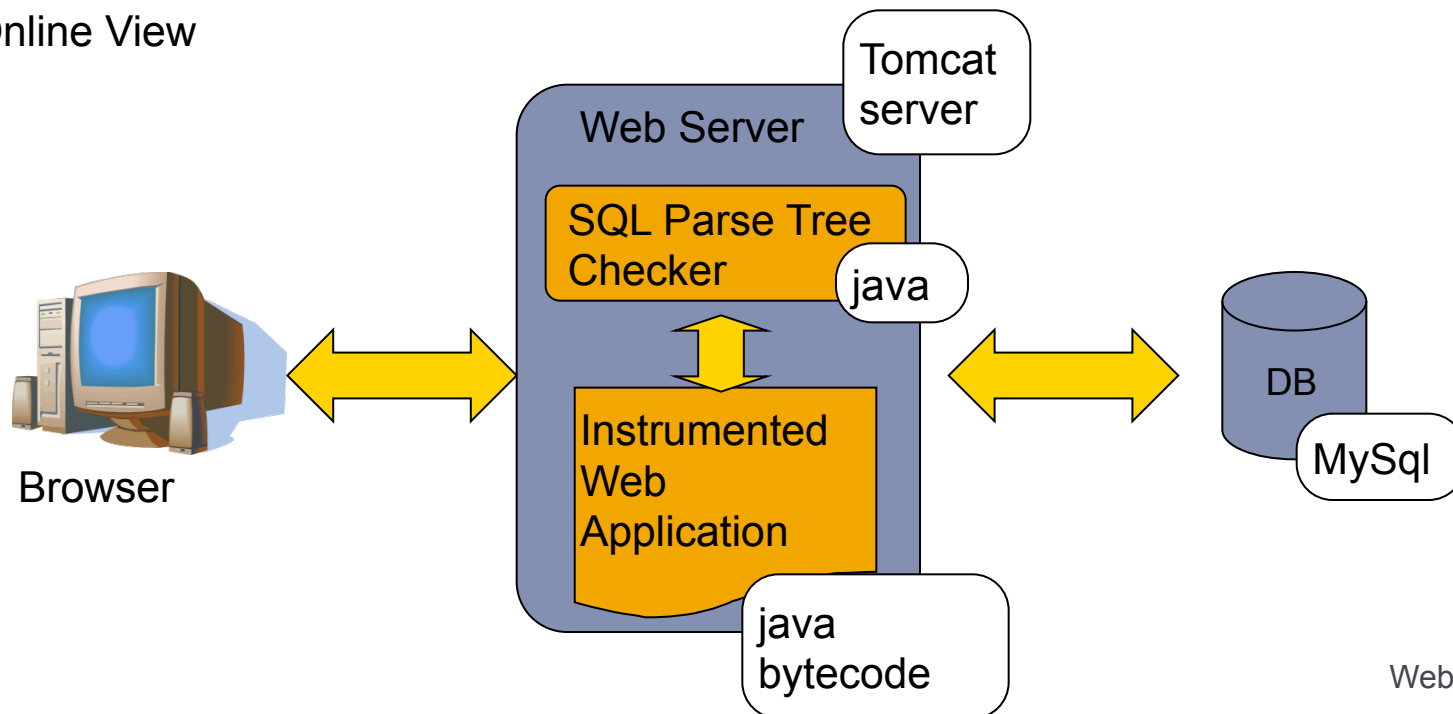 nline View
Tomcat
server
Web Server
SQL Parse Tree
Checker
java
Instrumented
Web
Application
java
bytecode
Browser
DB
MySql
Web